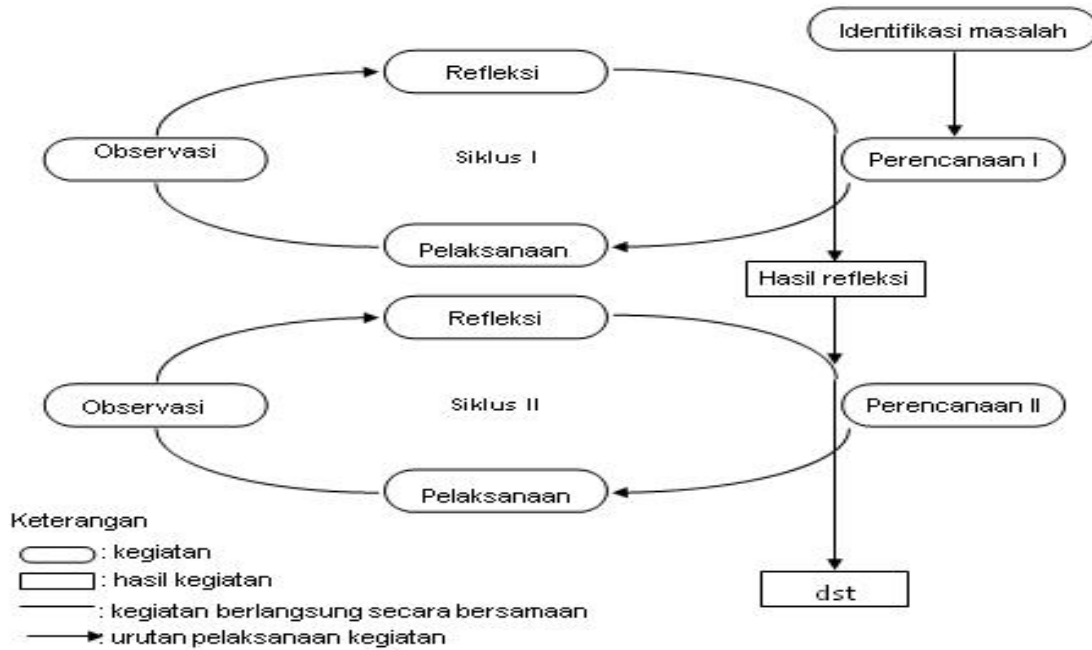 Identifikasi masalah
Refleksi
Observasi
Siklus I
Perencanaan I
Pelaksanaan
Hasil refleksi
Refleksi
Observasi
Siklus II
Perencanaan II
Pelaksanaan
Keterangan
: kegiatan
: hasil kegiatan
: kegiatan berlangsung secara bersamaan
: urutan pelaksanaan kegiatan
dst